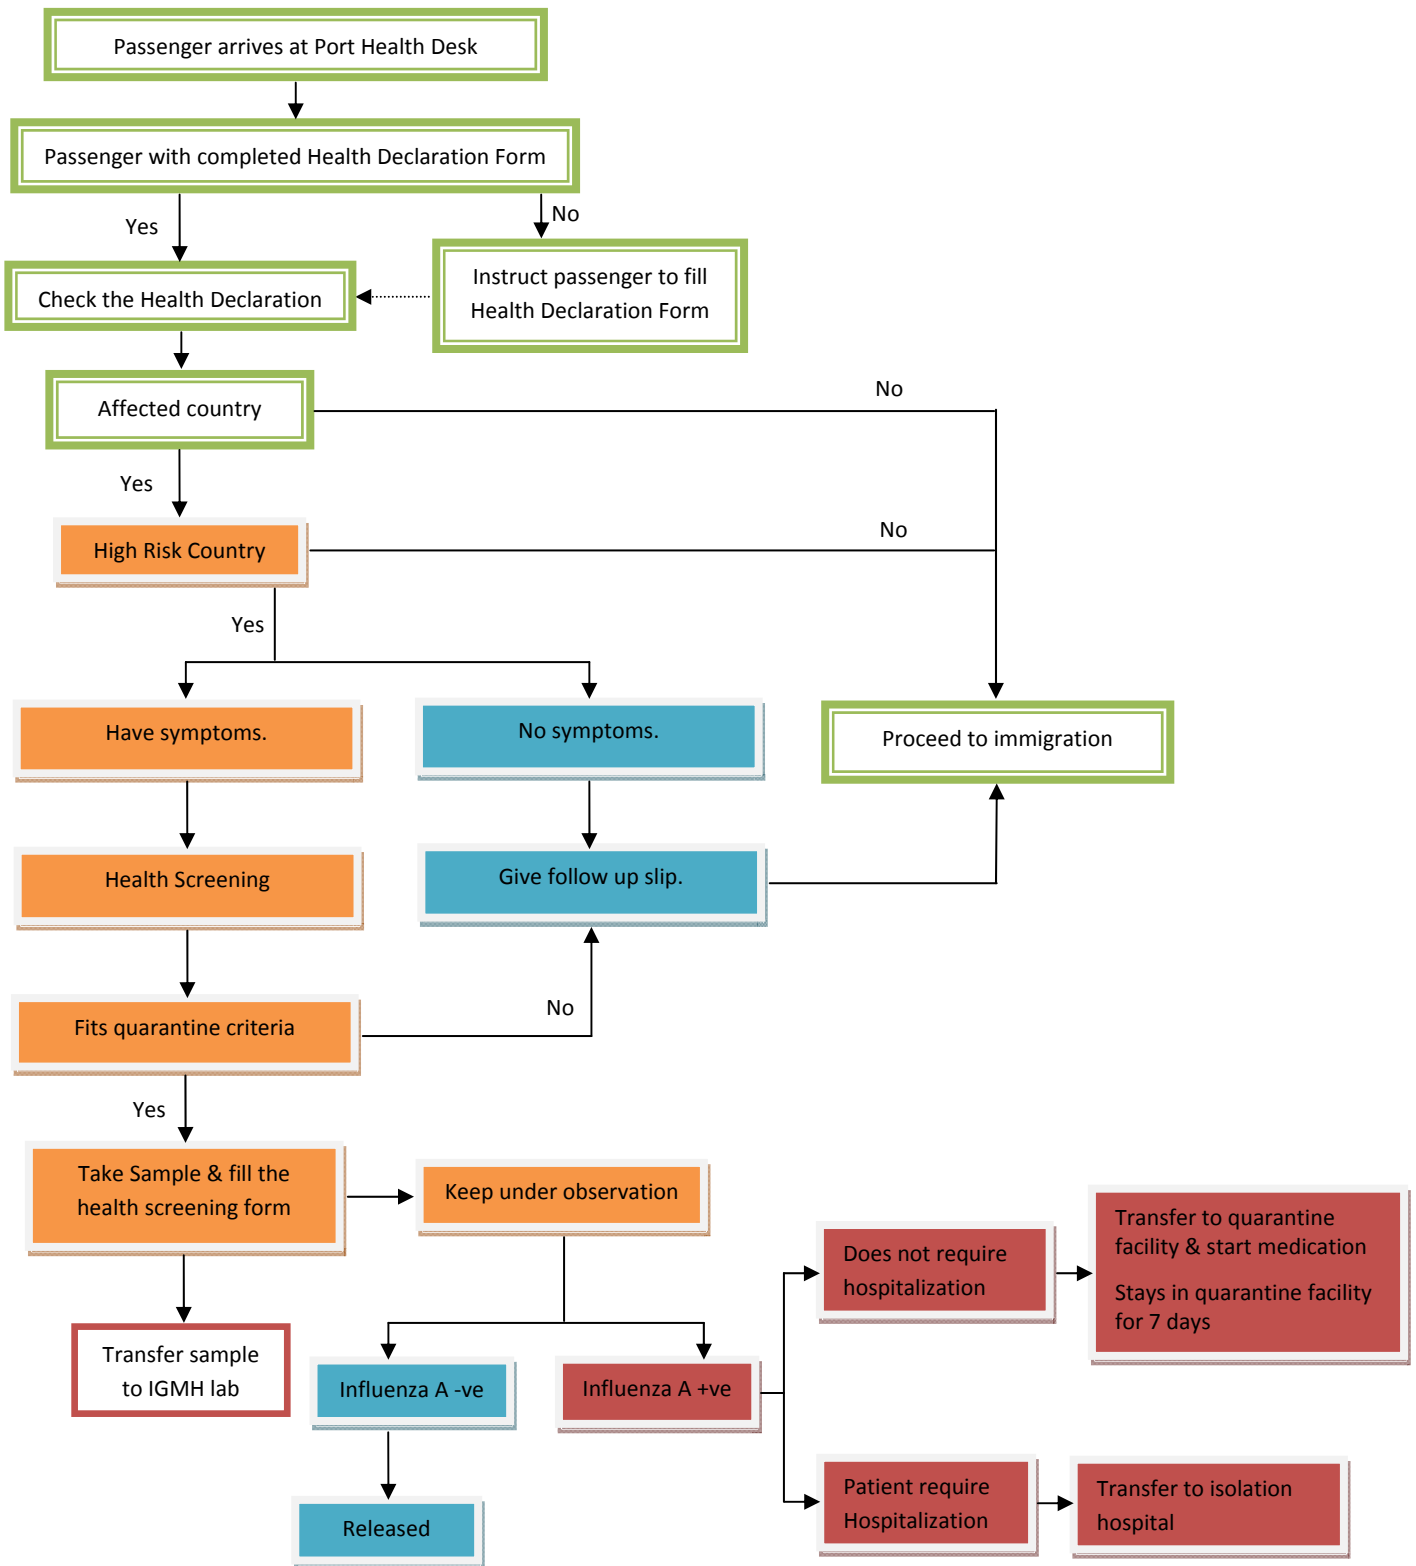 Passenger arrives at Port Health Desk
Passenger with completed Health Declaration Form
Yes
No
Instruct passenger to fill
Health Declaration Form
Check the Health Declaration
Affected country
No
Yes
High Risk Country
No
Yes
Have symptoms.
No symptoms.
Proceed to immigration
Health Screening
Give follow up slip.
Fits quarantine criteria
No
Yes
Take Sample & fill the
health screening form
Keep under observation
Does not require
hospitalization
Transfer to quarantine
facility & start medication
Stays in quarantine facility
for 7 days
Transfer sample
to IGMH lab
Influenza A -ve
Influenza A +ve
Released
Patient require
Hospitalization
Transfer to isolation
hospital